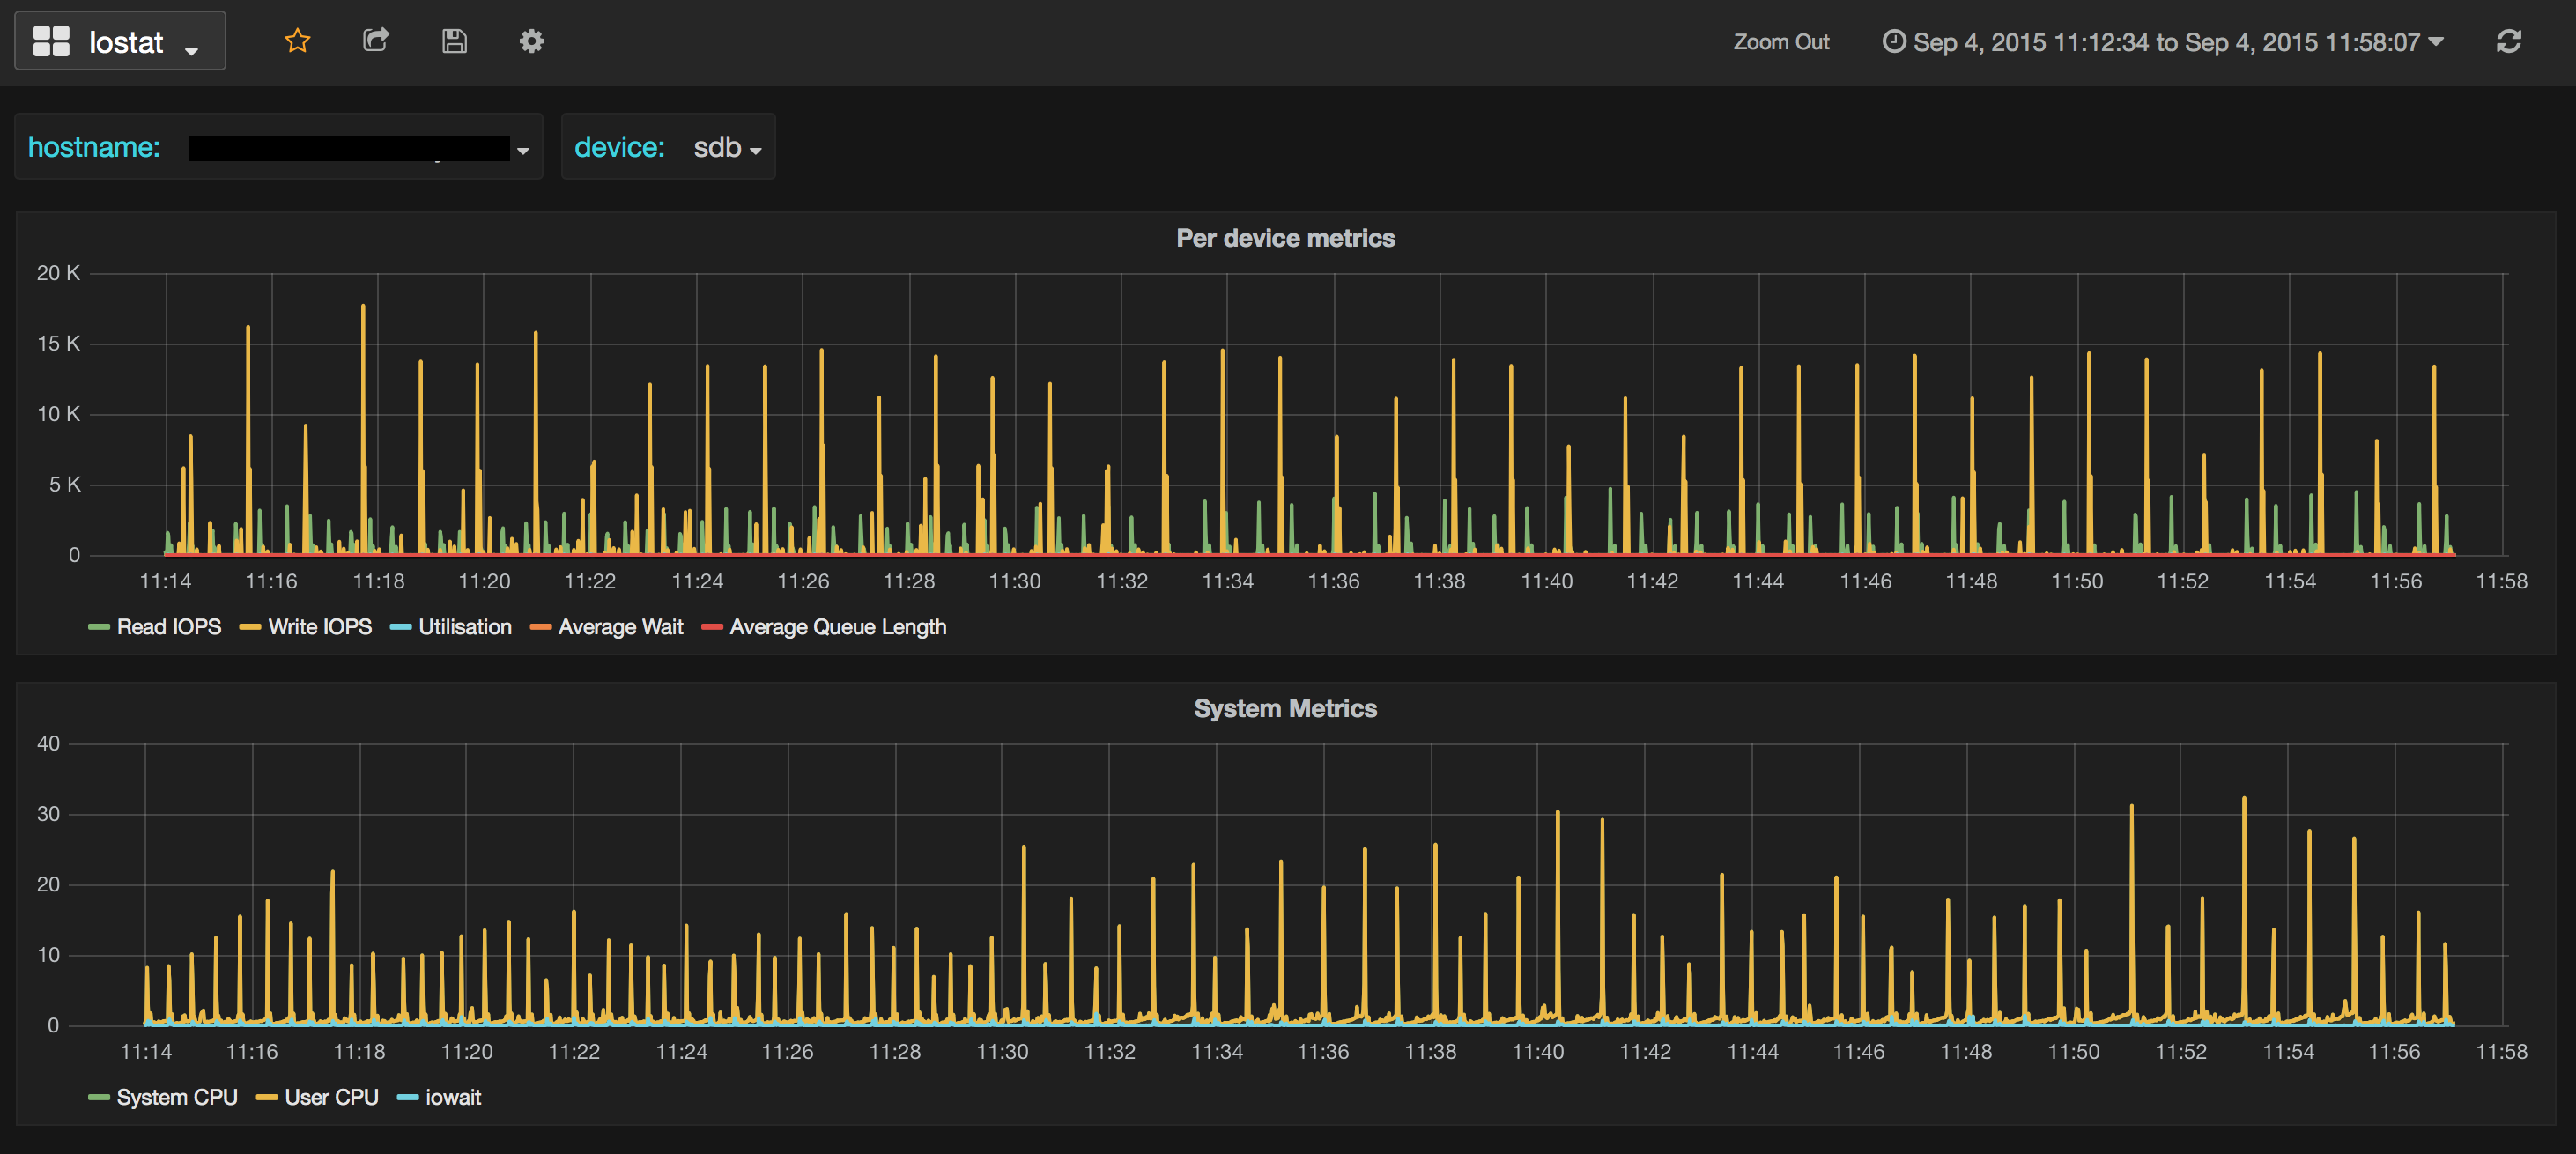 Iostat
Zoom Out
Sep 4, 2015 11:12:34 to Sep 4, 2015 11:58:07
hostname:
device: sdb
Per device metrics
20 K
15 K
10 K
5 K
0
11:14 11:16 11:18 11:20 11:22 11:24 11:26 11:28 11:30 11:32 11:34 11:36 11:38 11:40 11:42 11:44 11:46 11:48 11:50 11:52 11:54 11:56 11:58
Read IOPS Write IOPS Utilisation Average Wait Average Queue Length
System Metrics
40
30
20
10
0
11:14 11:16 11:18 11:20 11:22 11:24 11:26 11:28 11:30 11:32 11:34 11:36 11:38 11:40 11:42 11:44 11:46 11:48 11:50 11:52 11:54 11:56 11:58
System CPU User CPU iowait